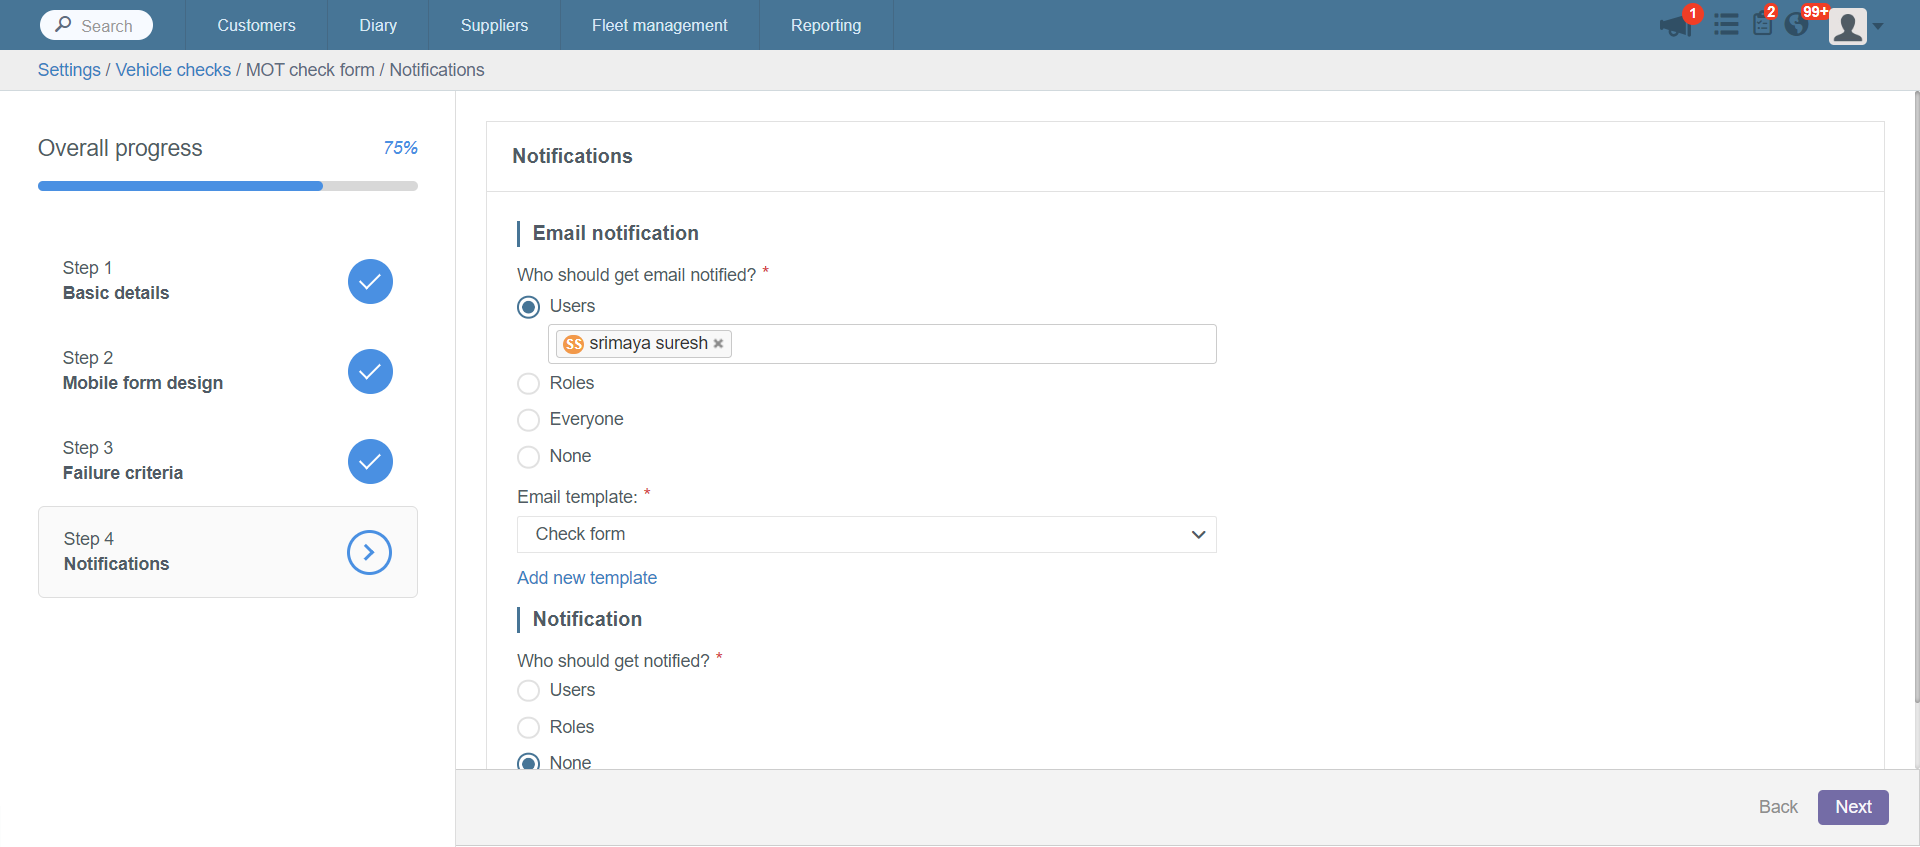 Search Customers Diary Suppliers Fleet management Reporting 1 2 99+
Settings / Vehicle checks / MOT check form / Notifications
Overall progress 75%
Step 1
Basic details
Step 2
Mobile form design
Step 3
Failure criteria
Step 4
Notifications
Notifications
Email notification
Who should get email notified? *
Users
SS srimaya suresh ×
Roles
Everyone
None
Email template: *
Check form
Add new template
Notification
Who should get notified? *
Users
Roles
None
Back Next